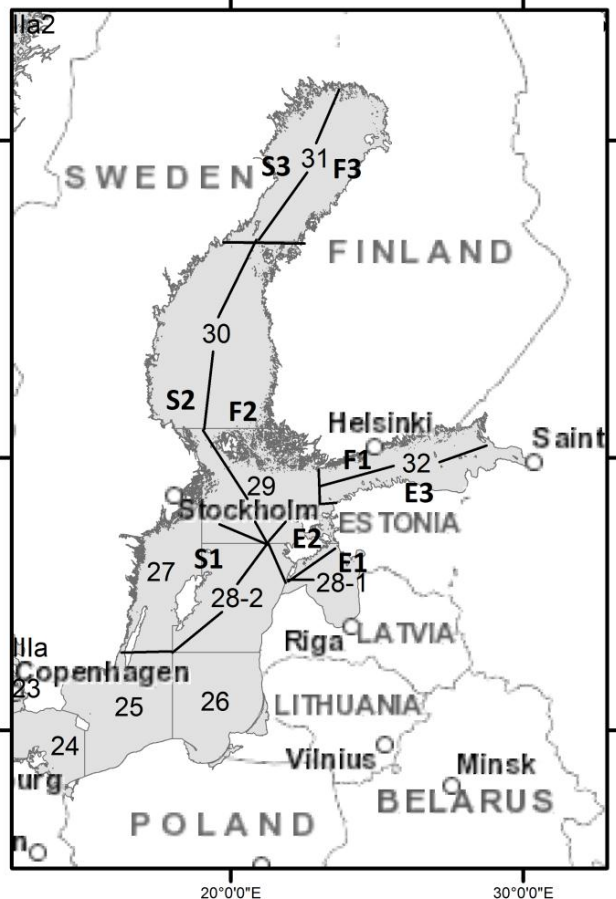 lla2
31
S3
F3
SWEDEN
FINLAND
30
S2
F2
Helsinki
Saint
F1
32
E3
29
Stockholm
ESTONIA
E2
S1
E1
27
28-1
28-2
Riga
LATVIA
lla
Copenhagen
23
25
26
LITHUANIA
24
Vilnius
Minsk
urg
BELARUS
POLAND
n
20°0'0"E
30°0'0"E